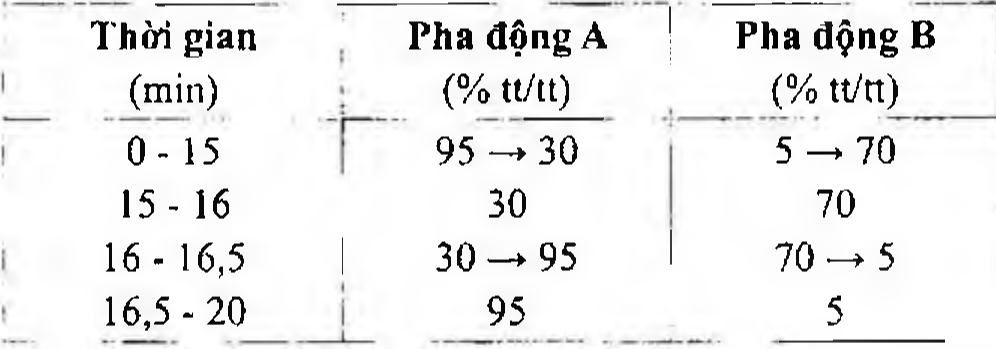 Thời gian Pha động A Pha động B
(min) (% tt/tt) (% tt/tt)
0 - 15 95 → 30 5 → 70
15 - 16 30 70
16 - 16,5 30 → 95 70 → 5
16,5 - 20 95 5